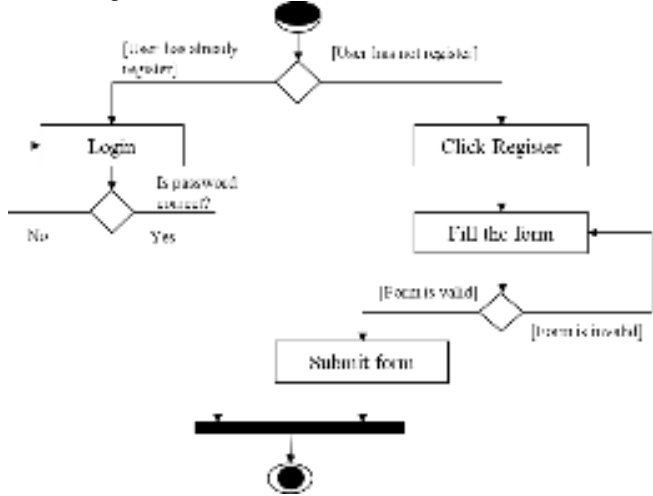 [User has already
register]
[User has not register]
Login
Click Register
Is password
correct?
No
Yes
Fill the form
[Form is valid]
[Form is invalid]
Submit form